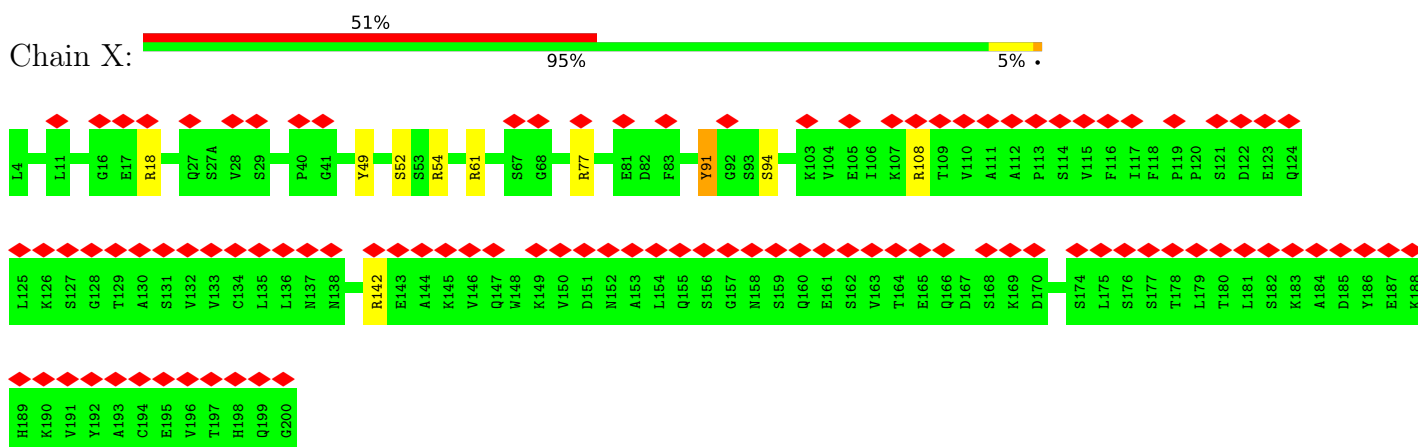 51%
Chain X:
95% 5% •
L4 L11 G16 E17 R18 Q27 S27A V28 S29 P40 G41 Y49 S52 S53 R54 R61 S67 G68 R77 E81 D82 F83 Y91 G92 S93 S94 K103 V104 E105 I106 K107 R108 T109 V110 A111 A112 P113 S114 V115 F116 I117 F118 P119 P120 S121 D122 E123 Q124
L125 K126 S127 G128 T129 A130 S131 V132 V133 C134 L135 L136 N137 N138 R142 E143 A144 K145 V146 Q147 W148 K149 V150 D151 N152 A153 L154 Q155 S156 G157 N158 S159 Q160 E161 S162 V163 T164 E165 Q166 D167 S168 K169 D170 S174 L175 S176 S177 T178 L179 T180 L181 S182 K183 A184 D185 Y186 E187 K188
H189 K190 V191 Y192 A193 C194 E195 V196 T197 H198 Q199 G200